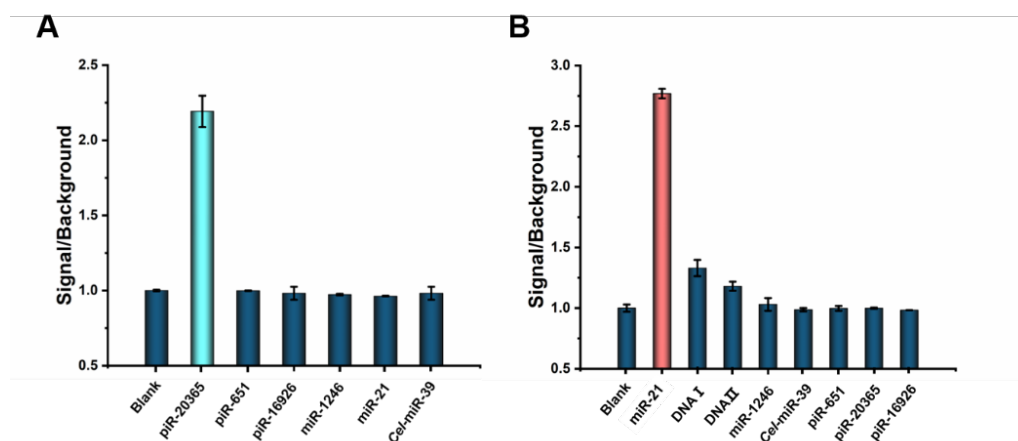 A
Signal/Background
2.5
2.0
1.5
1.0
0.5
Blank
piR-20365
piR-651
piR-16926
miR-1246
miR-21
Cel-miR-39
B
Signal/Background
3.0
2.5
2.0
1.5
1.0
0.5
Blank
miR-21
DNA I
DNA II
miR-1246
Cel-miR-39
piR-651
piR-20365
piR-16926